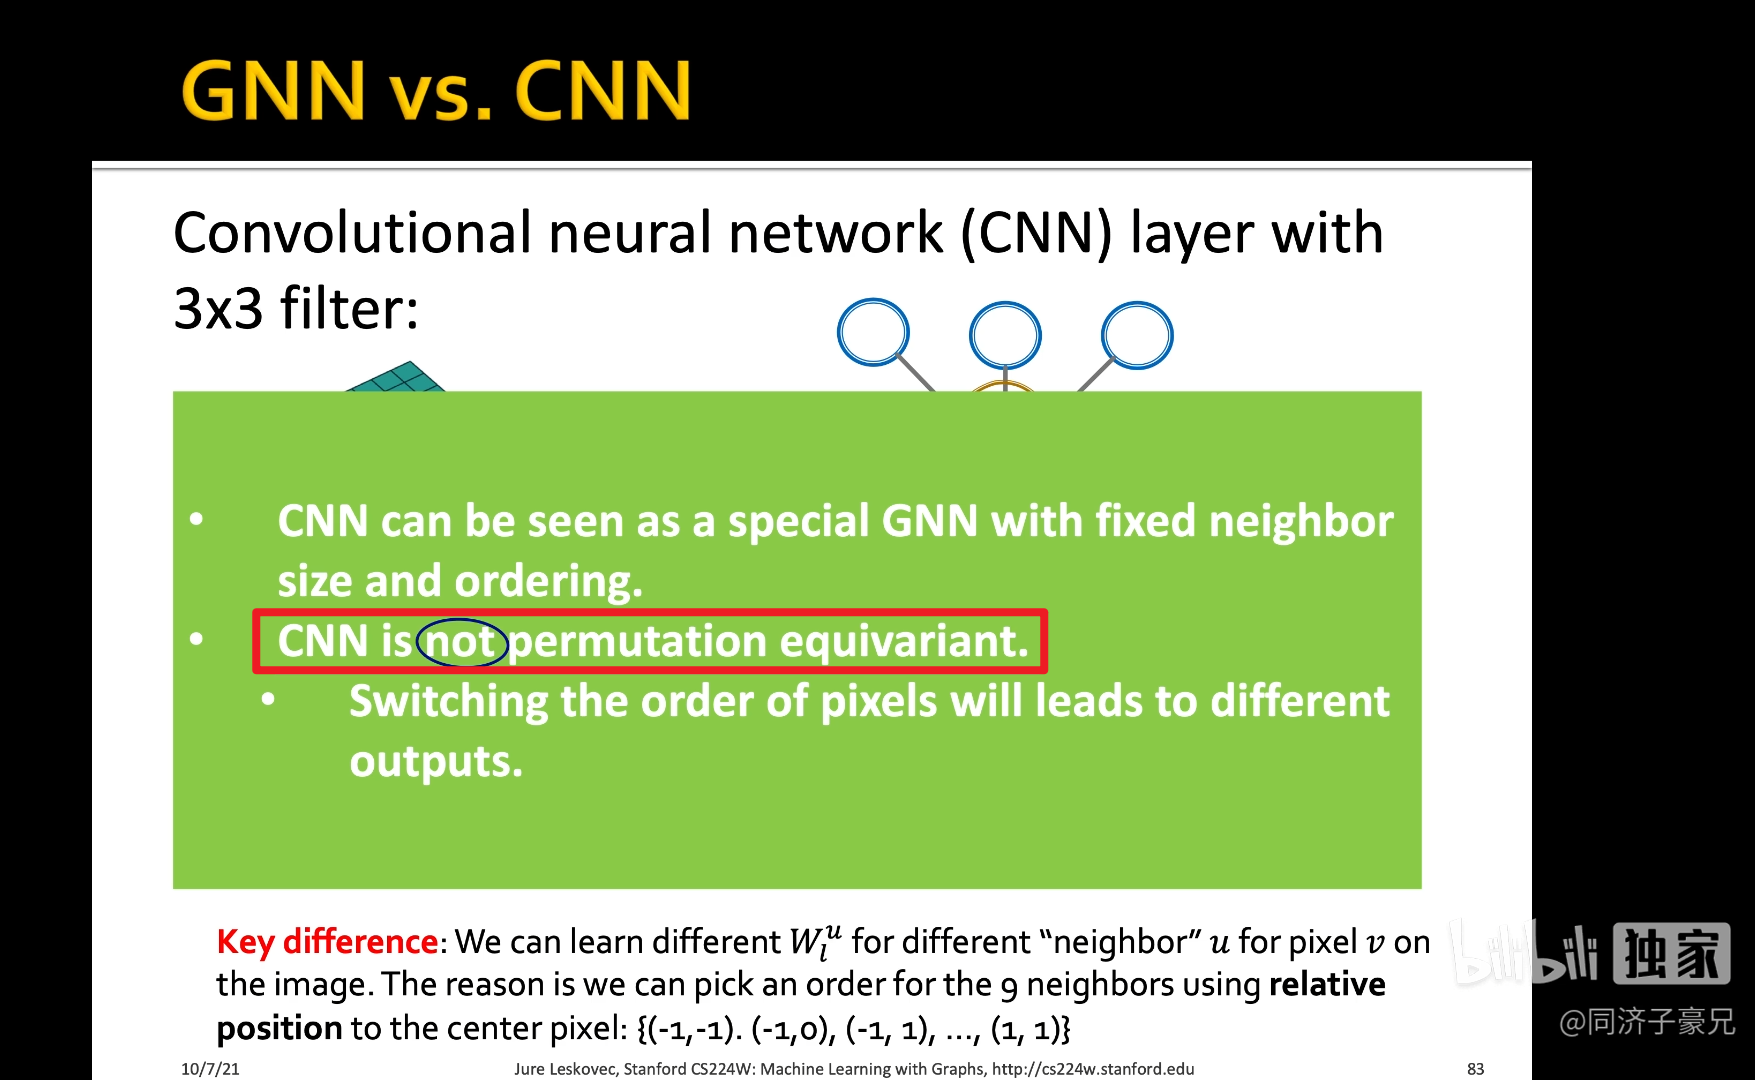 GNN vs. CNN
Convolutional neural network (CNN) layer with
3x3 filter:
• CNN can be seen as a special GNN with fixed neighbor
size and ordering.
• CNN is not permutation equivariant.
• Switching the order of pixels will leads to different
outputs.
Key difference: We can learn different $W_l^u$ for different “neighbor” $u$ for pixel $v$ on
the image. The reason is we can pick an order for the 9 neighbors using relative
position to the center pixel: {(-1,-1). (-1,0), (-1, 1), …, (1, 1)}
bilibili 独家
@同济子豪兄
10/7/21 Jure Leskovec, Stanford CS224W: Machine Learning with Graphs, http://cs224w.stanford.edu 83